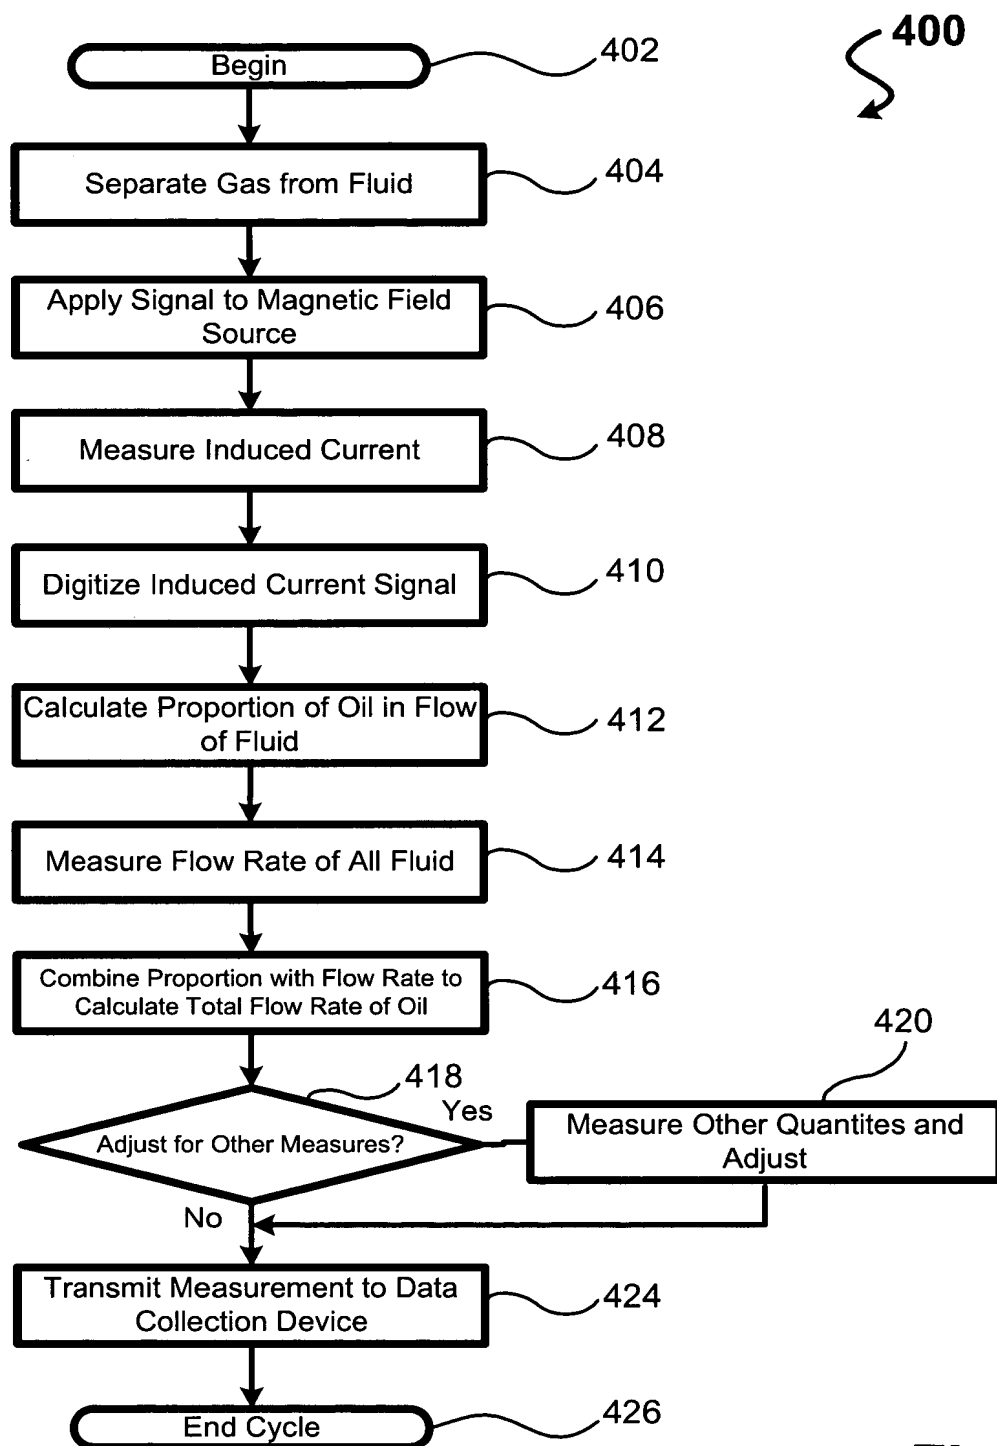 400
Begin
402
Separate Gas from Fluid
404
Apply Signal to Magnetic Field
Source
406
Measure Induced Current
408
Digitize Induced Current Signal
410
Calculate Proportion of Oil in Flow
of Fluid
412
Measure Flow Rate of All Fluid
414
Combine Proportion with Flow Rate to
Calculate Total Flow Rate of Oil
416
418
Adjust for Other Measures?
Yes
420
Measure Other Quantites and
Adjust
No
Transmit Measurement to Data
Collection Device
424
End Cycle
426